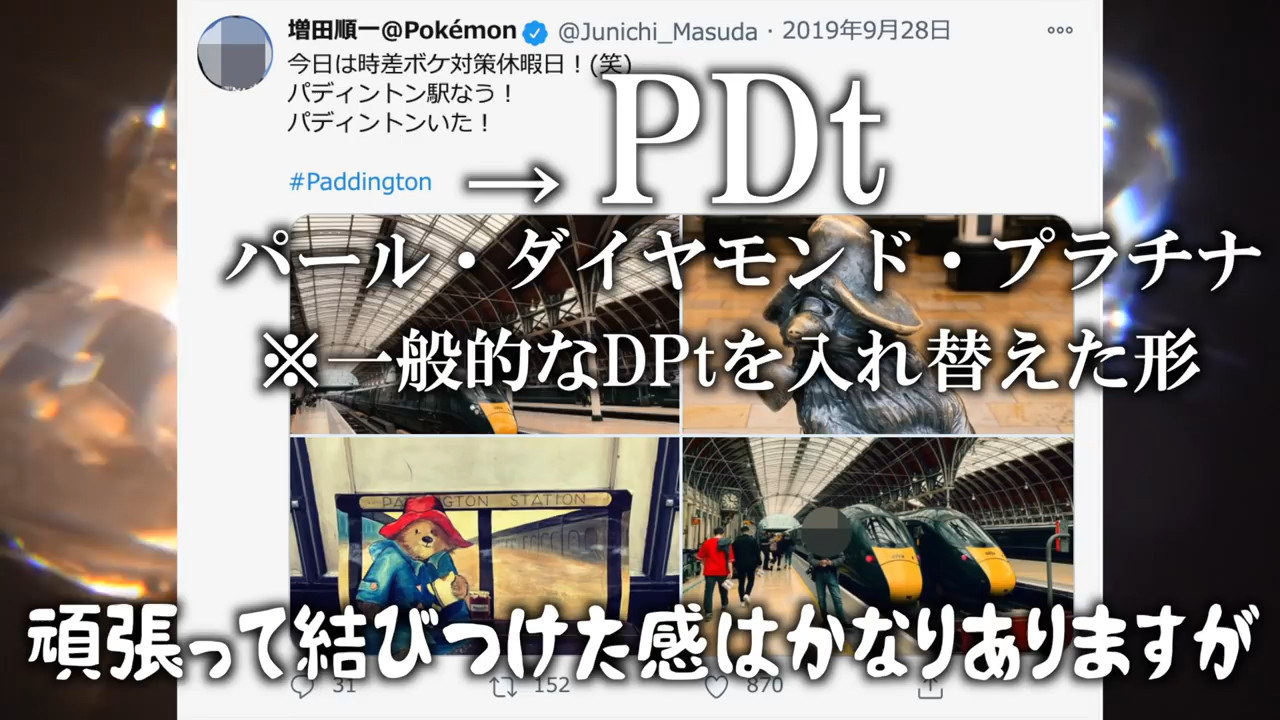 増田順一@Pokémon @Junichi_Masuda · 2019年9月28日
今日は時差ボケ対策休暇日！(笑)
パディントン駅なう！
パディントンいた！
#Paddington → PDt
パール・ダイヤモンド・プラチナ
※一般的なDPtを入れ替えた形
PADDINGTON STATION
頑張って結びつけた感はかなりありますが
31 152 870